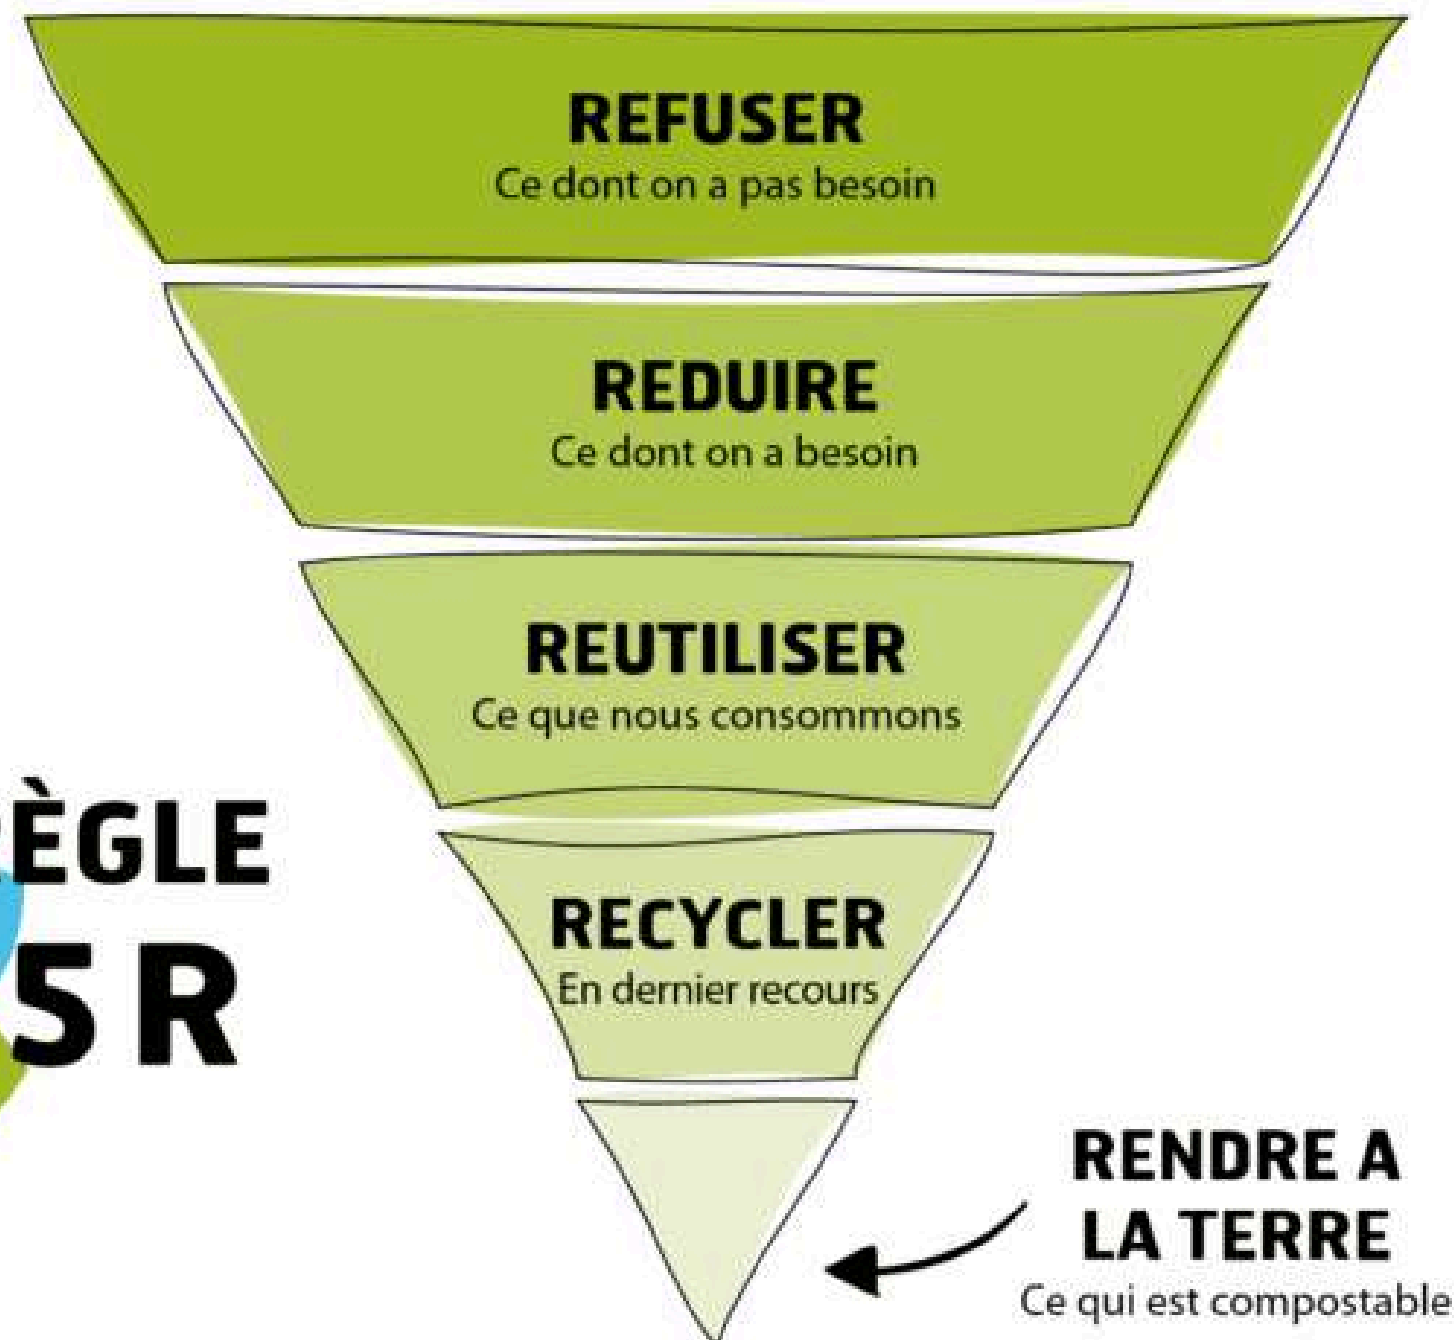 REFUSER
Ce dont on a pas besoin
REDUIRE
Ce dont on a besoin
REUTILISER
Ce que nous consommons
ÈGLE
5 R
RECYCLER
En dernier recours
RENDRE A
LA TERRE
Ce qui est compostable